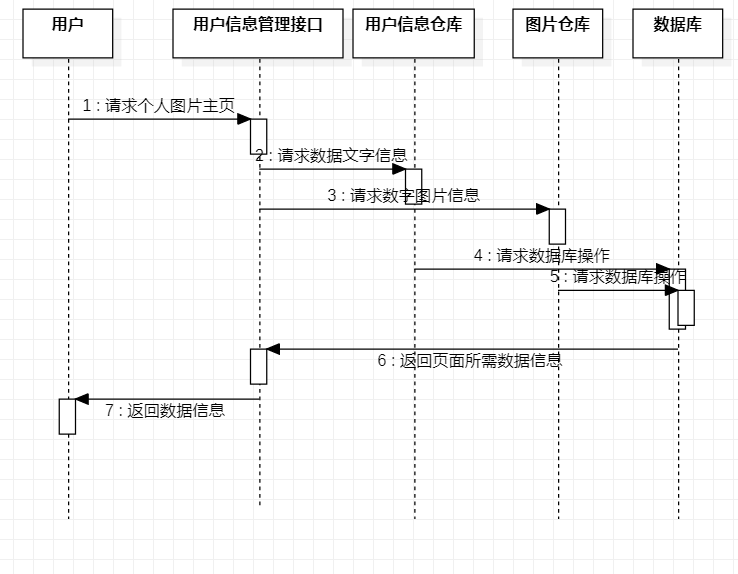 用户
用户信息管理接口
用户信息仓库
图片仓库
数据库
1 : 请求个人图片主页
2 : 请求数据文字信息
3 : 请求数字图片信息
4 : 请求数据库操作
5 : 请求数据库操作
6 : 返回页面所需数据信息
7 : 返回数据信息